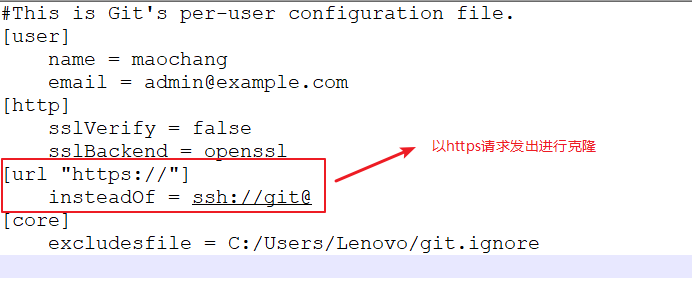 #This is Git's per-user configuration file.
[user]
name = maochang
email = admin@example.com
[http]
sslVerify = false
sslBackend = openssl
[url "https://"]
insteadOf = ssh://git@
以https请求发出进行克隆
[core]
excludesfile = C:/Users/Lenovo/git.ignore